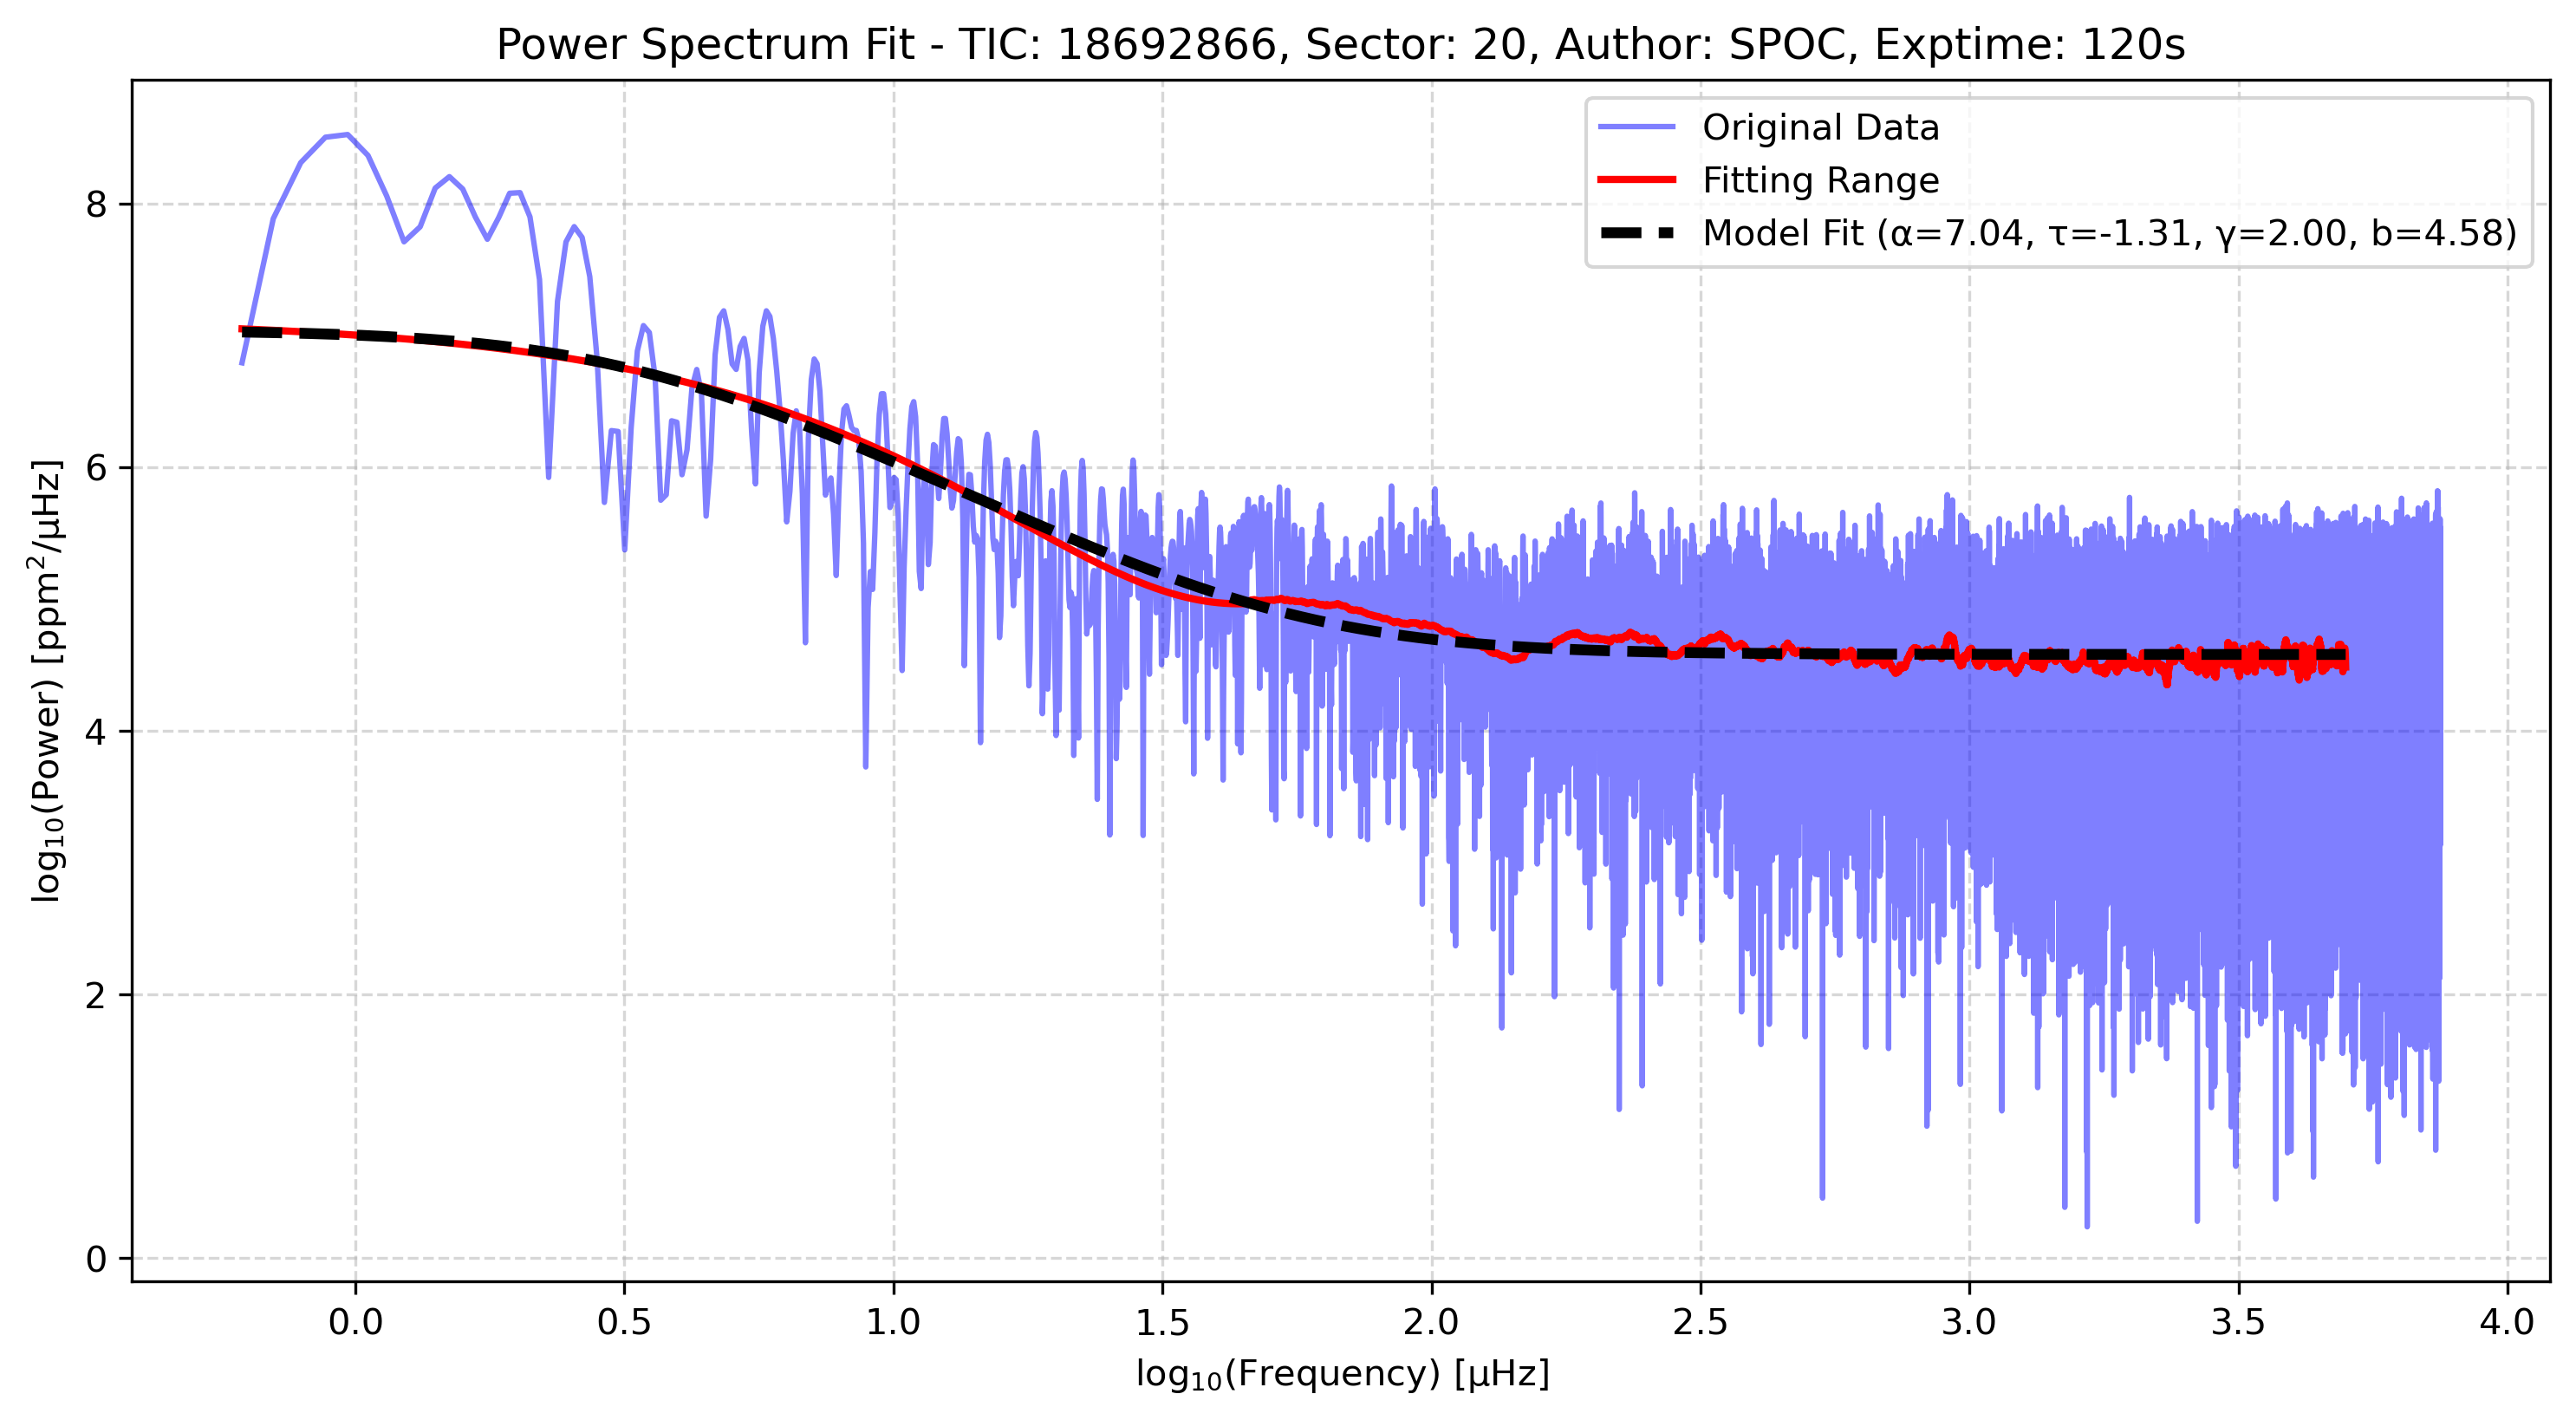 Power Spectrum Fit - TIC: 18692866, Sector: 20, Author: SPOC, Exptime: 120s
Original Data
Fitting Range
Model Fit (α=7.04, τ=-1.31, γ=2.00, b=4.58)
log₁₀(Power) [ppm²/μHz]
8
6
4
2
0
0.0 0.5 1.0 1.5 2.0 2.5 3.0 3.5 4.0
log₁₀(Frequency) [μHz]